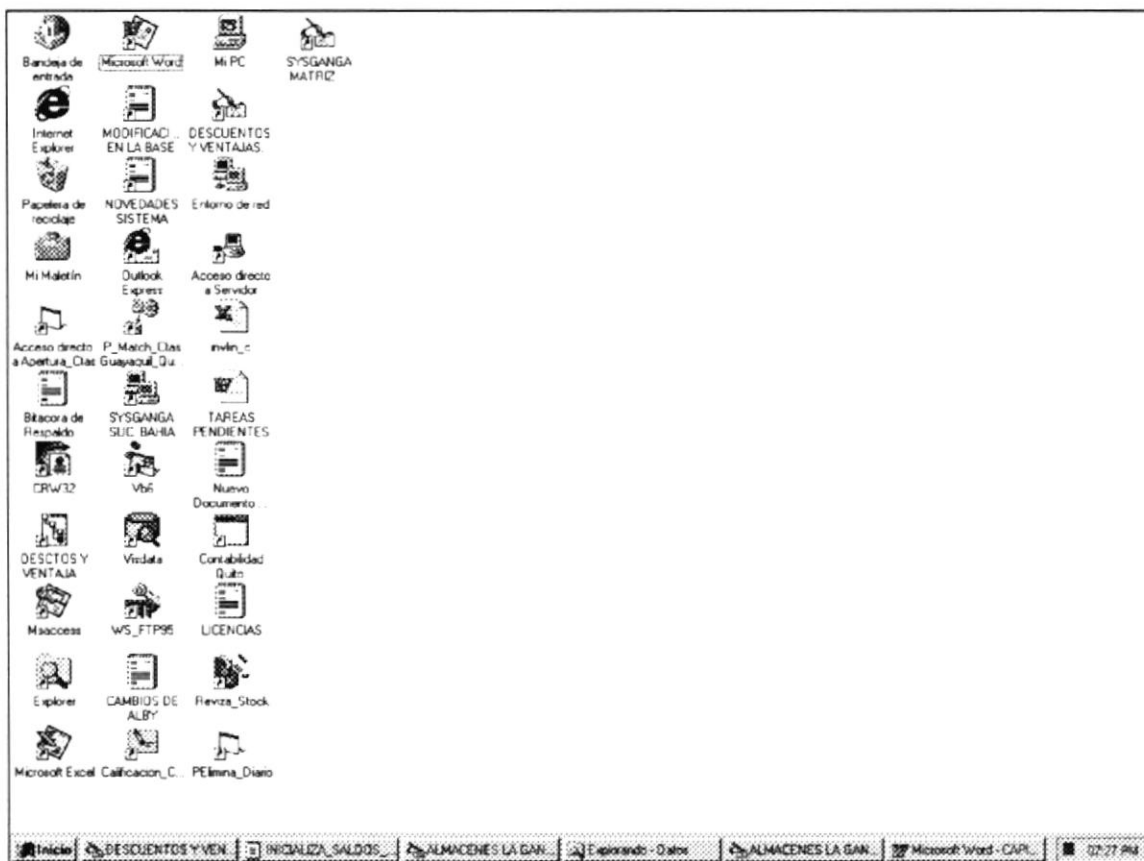 Bandeja de
entrada
Microsoft Word
Mi PC
SYSGANGA
MATRIZ
Internet
Explorer
MODIFICACI...
EN LA BASE
DESCUENTOS
Y VENTAJAS.
Papelera de
reciclaje
NOVEDADES
SISTEMA
Entorno de red
Mi Maletín
Outlook
Express
Acceso directo
a Servidor
Acceso directo
a Apertura_Clas
P_Match_Clas
Guayaquil_Qu...
invlin_c
Bitacora de
Respaldo
SYSGANGA
SUC. BAHIA
TAREAS
PENDIENTES
CRW32
Vb6
Nuevo
Documento ...
DESCTOS Y
VENTAJA
Visdata
Contabilidad
Quito
Msaccess
WS_FTP95
LICENCIAS
Explorer
CAMBIOS DE
ALBY
Reviza_Stock
Microsoft Excel
Calificacion_C...
PElimina_Diario
Inicio
DESCUENTOS Y VEN...
INICIALIZA_SALDOS_...
ALMACENES LA GAN...
Explorando - Datos
ALMACENES LA GAN...
Microsoft Word - CAPI...
07:27 PM